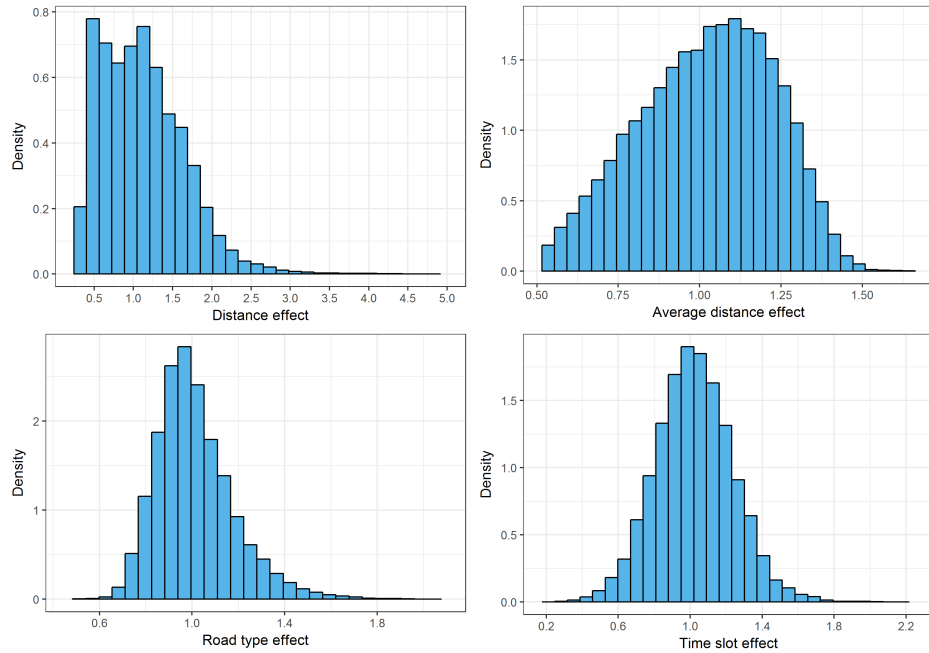 Density
0.8
0.6
0.4
0.2
0.0
0.5 1.0 1.5 2.0 2.5 3.0 3.5 4.0 4.5 5.0
Distance effect
Density
1.5
1.0
0.5
0.0
0.50 0.75 1.00 1.25 1.50
Average distance effect
Density
2
1
0
0.6 1.0 1.4 1.8
Road type effect
Density
1.5
1.0
0.5
0.0
0.2 0.6 1.0 1.4 1.8 2.2
Time slot effect